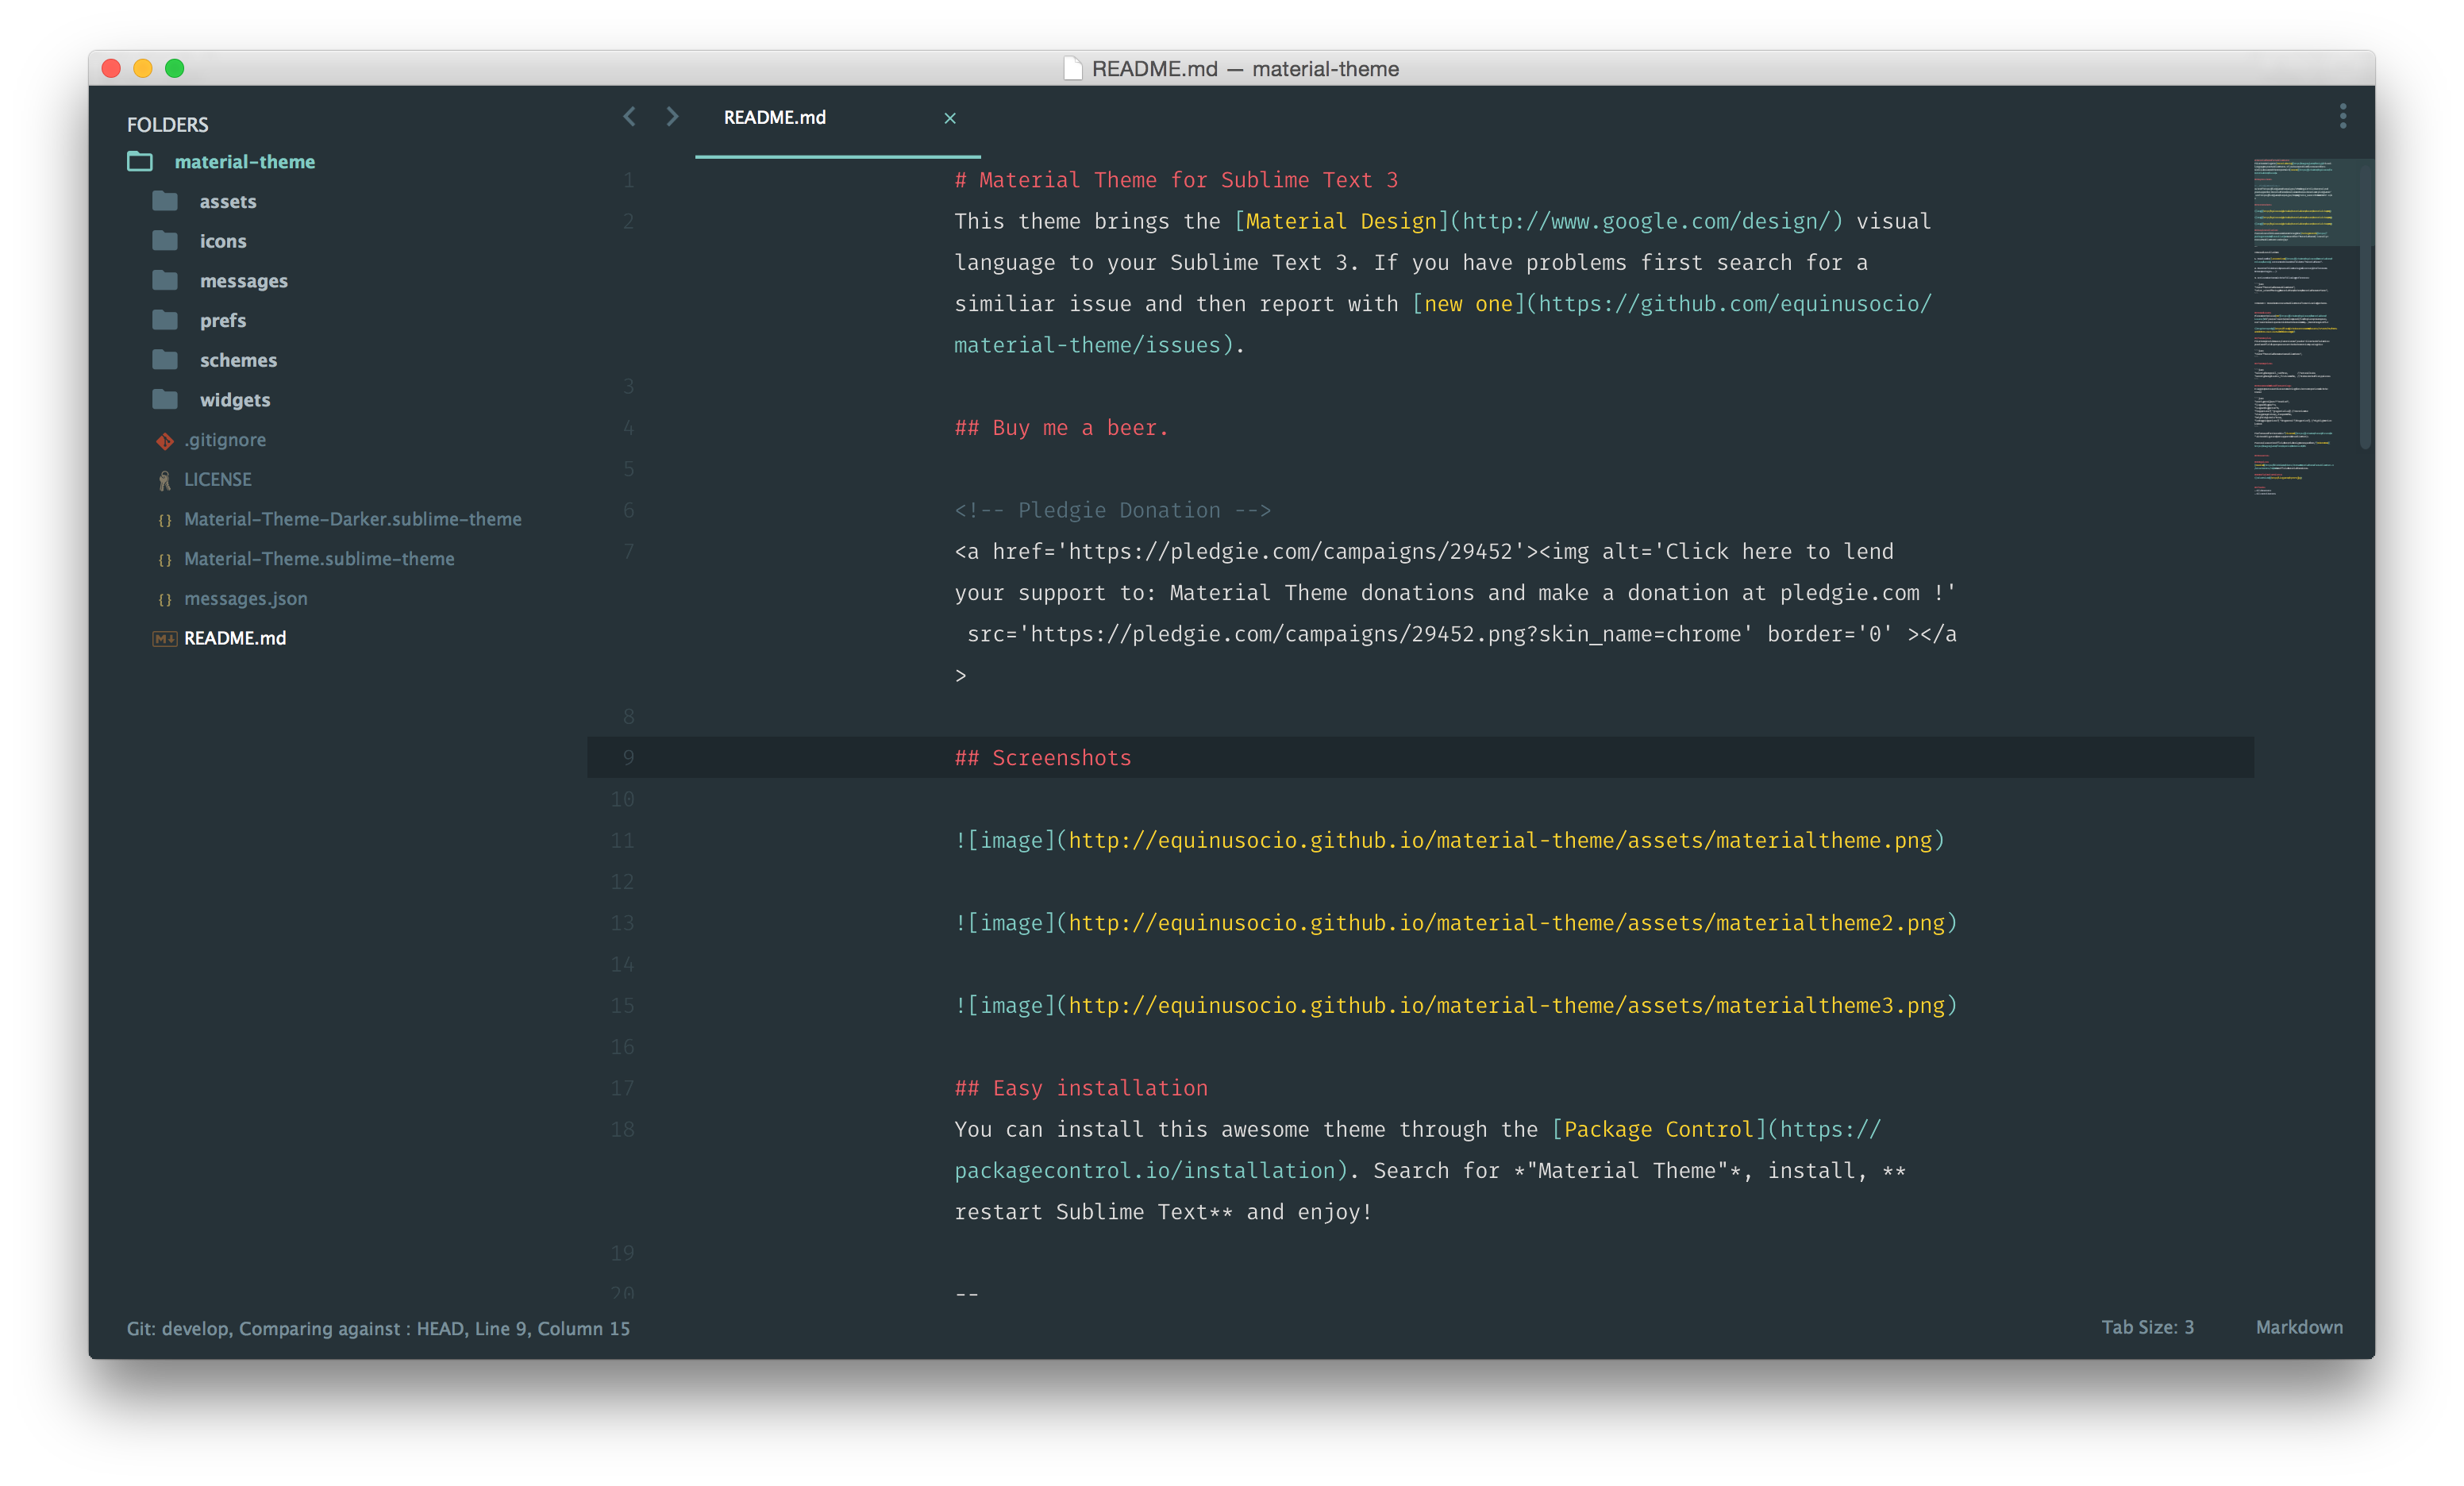 README.md — material-theme
FOLDERS
material-theme
assets
icons
messages
prefs
schemes
widgets
.gitignore
LICENSE
{} Material-Theme-Darker.sublime-theme
{} Material-Theme.sublime-theme
{} messages.json
M↓ README.md
README.md ×
1 # Material Theme for Sublime Text 3
2 This theme brings the [Material Design](http://www.google.com/design/) visual
language to your Sublime Text 3. If you have problems first search for a
similiar issue and then report with [new one](https://github.com/equinusocio/
material-theme/issues).
3
4 ## Buy me a beer.
5
6 <!-- Pledgie Donation -->
7 <a href='https://pledgie.com/campaigns/29452'><img alt='Click here to lend
your support to: Material Theme donations and make a donation at pledgie.com !'
src='https://pledgie.com/campaigns/29452.png?skin_name=chrome' border='0' ></a
>
8
9 ## Screenshots
10
11 ![image](http://equinusocio.github.io/material-theme/assets/materialtheme.png)
12
13 ![image](http://equinusocio.github.io/material-theme/assets/materialtheme2.png)
14
15 ![image](http://equinusocio.github.io/material-theme/assets/materialtheme3.png)
16
17 ## Easy installation
18 You can install this awesome theme through the [Package Control](https://
packagecontrol.io/installation). Search for *"Material Theme"*, install, **
restart Sublime Text** and enjoy!
19
20 --
Git: develop, Comparing against : HEAD, Line 9, Column 15
Tab Size: 3
Markdown